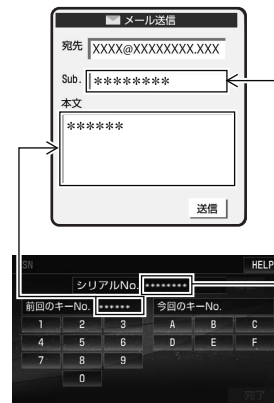 メール送信
宛先 XXXX@XXXXXXXX.XXX
Sub. ********
本文
******
送信
SN HELP
シリアルNo. ********
前回のキーNo. ****** 今回のキーNo.
1 2 3 A B C
4 5 6 D E F
7 8 9
0
完了